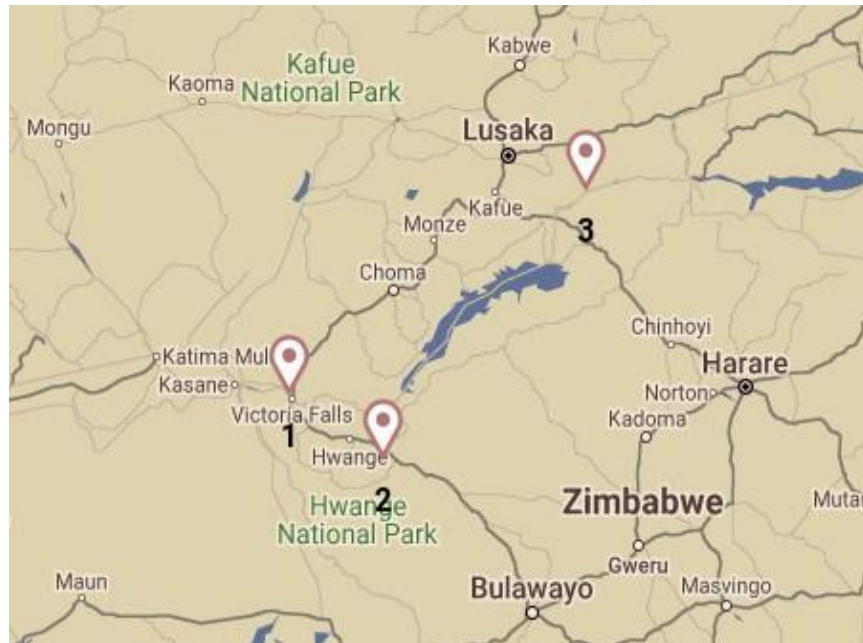 Kabwe
Kafue
National Park
Kaoma
Mongu
Lusaka
Kafue
3
Monze
Choma
Chinhoyi
Katima Mul
Kasane
Harare
Norton
Victoria Falls
1
Kadoma
Hwange
2
Hwange
National Park
Zimbabwe
Mutar
Gweru
Maun
Bulawayo
Masvingo